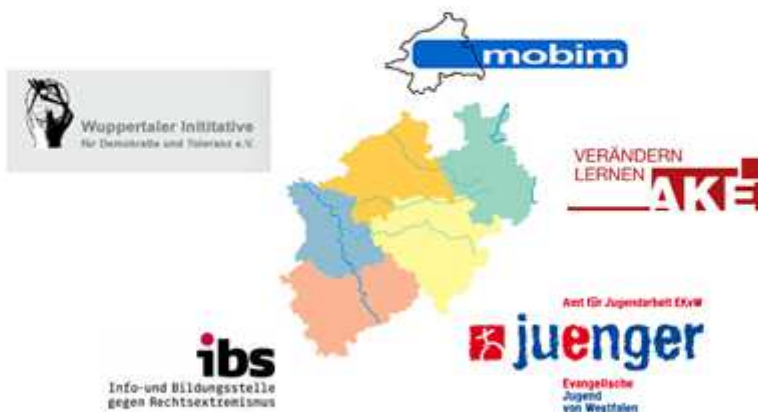 mobim
Wuppertaler Inititative
für Demokratie und Toleranz e.V.
VERÄNDERN
LERNEN
AKE
Amt für Jugendarbeit EKvW
juenger
Evangelische
Jugend
von Westfalen
ibs
Info-und Bildungsstelle
gegen Rechtsextremismus